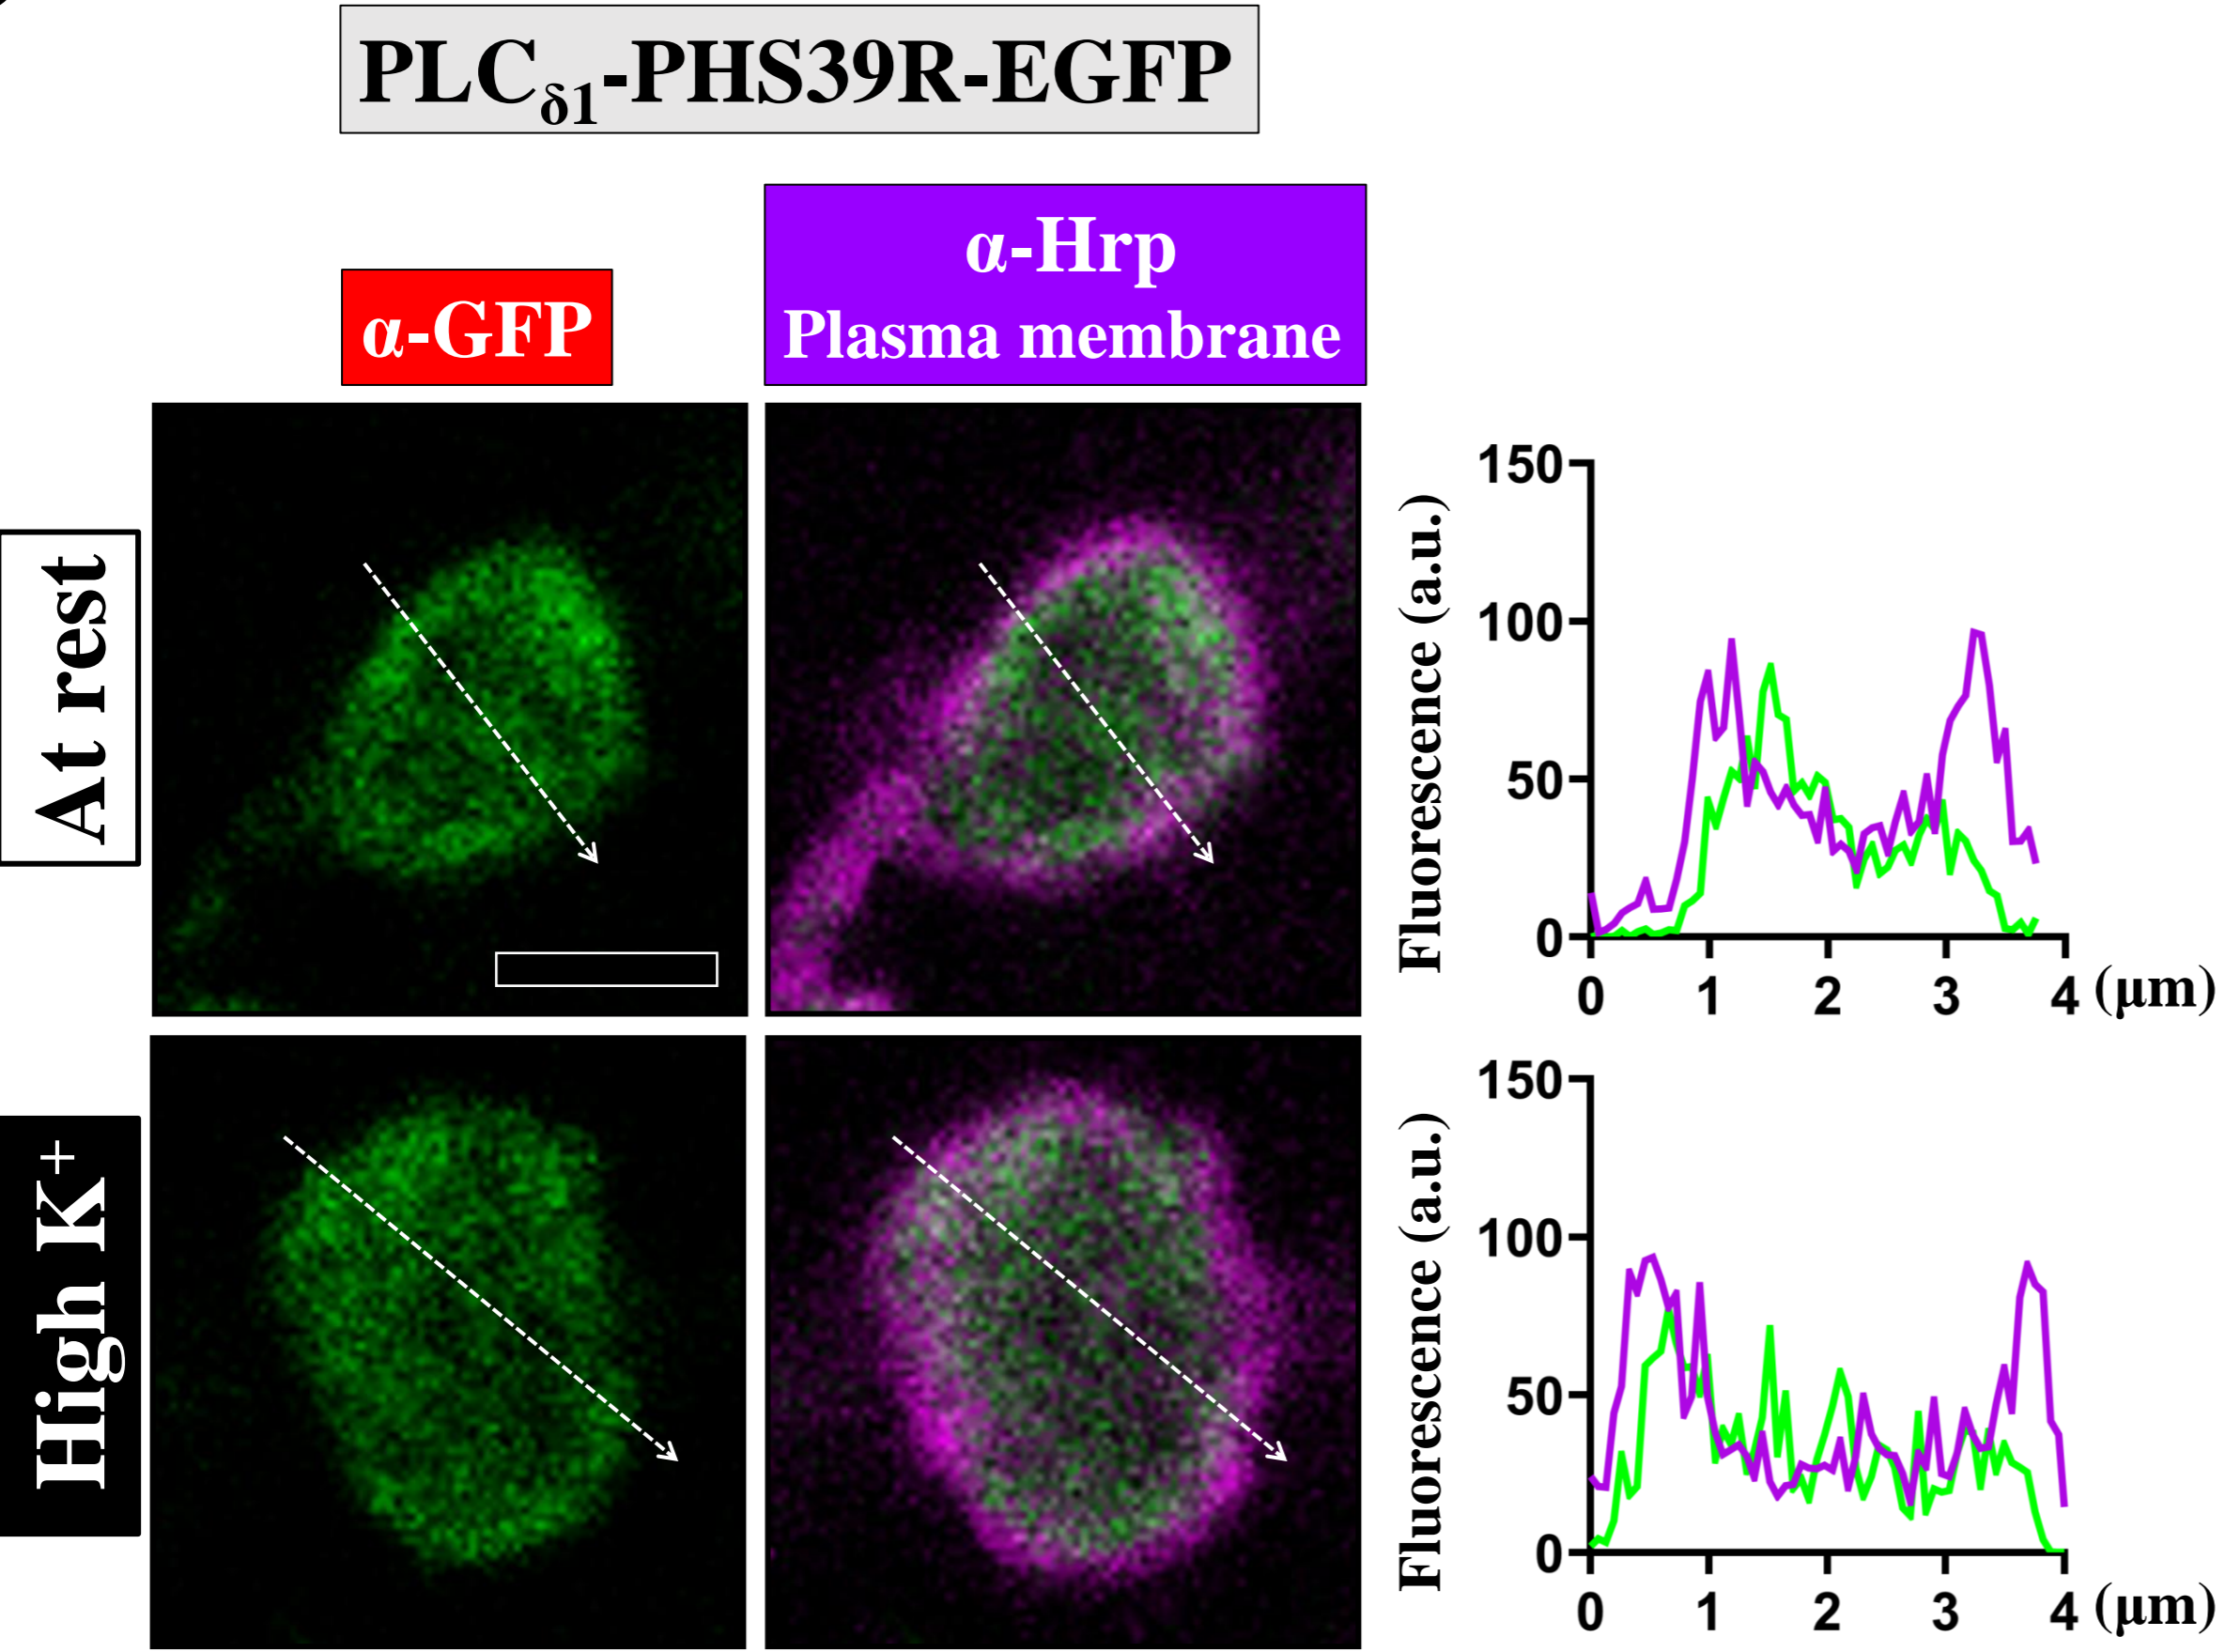 PLCδ1-PHS39R-EGFP
α-GFP
α-Hrp
Plasma membrane
At rest
Fluorescence (a.u.)
150
100
50
0
0 1 2 3 4 (μm)
High K+
Fluorescence (a.u.)
150
100
50
0
0 1 2 3 4 (μm)